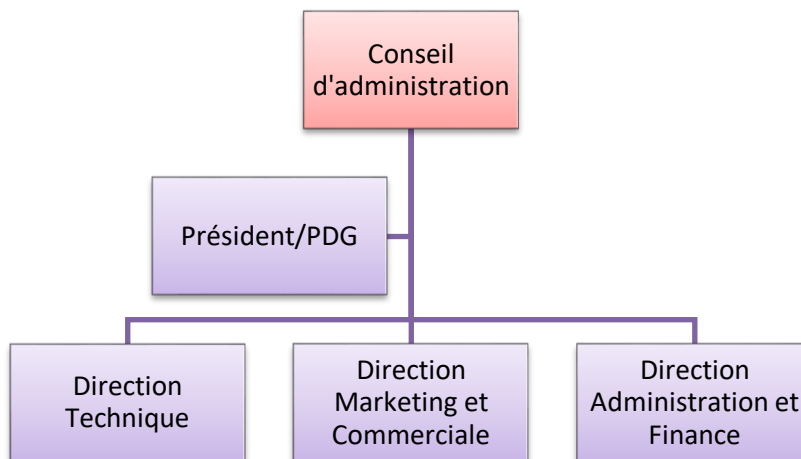 Conseil
d'administration
Président/PDG
Direction
Technique
Direction
Marketing et
Commerciale
Direction
Administration et
Finance